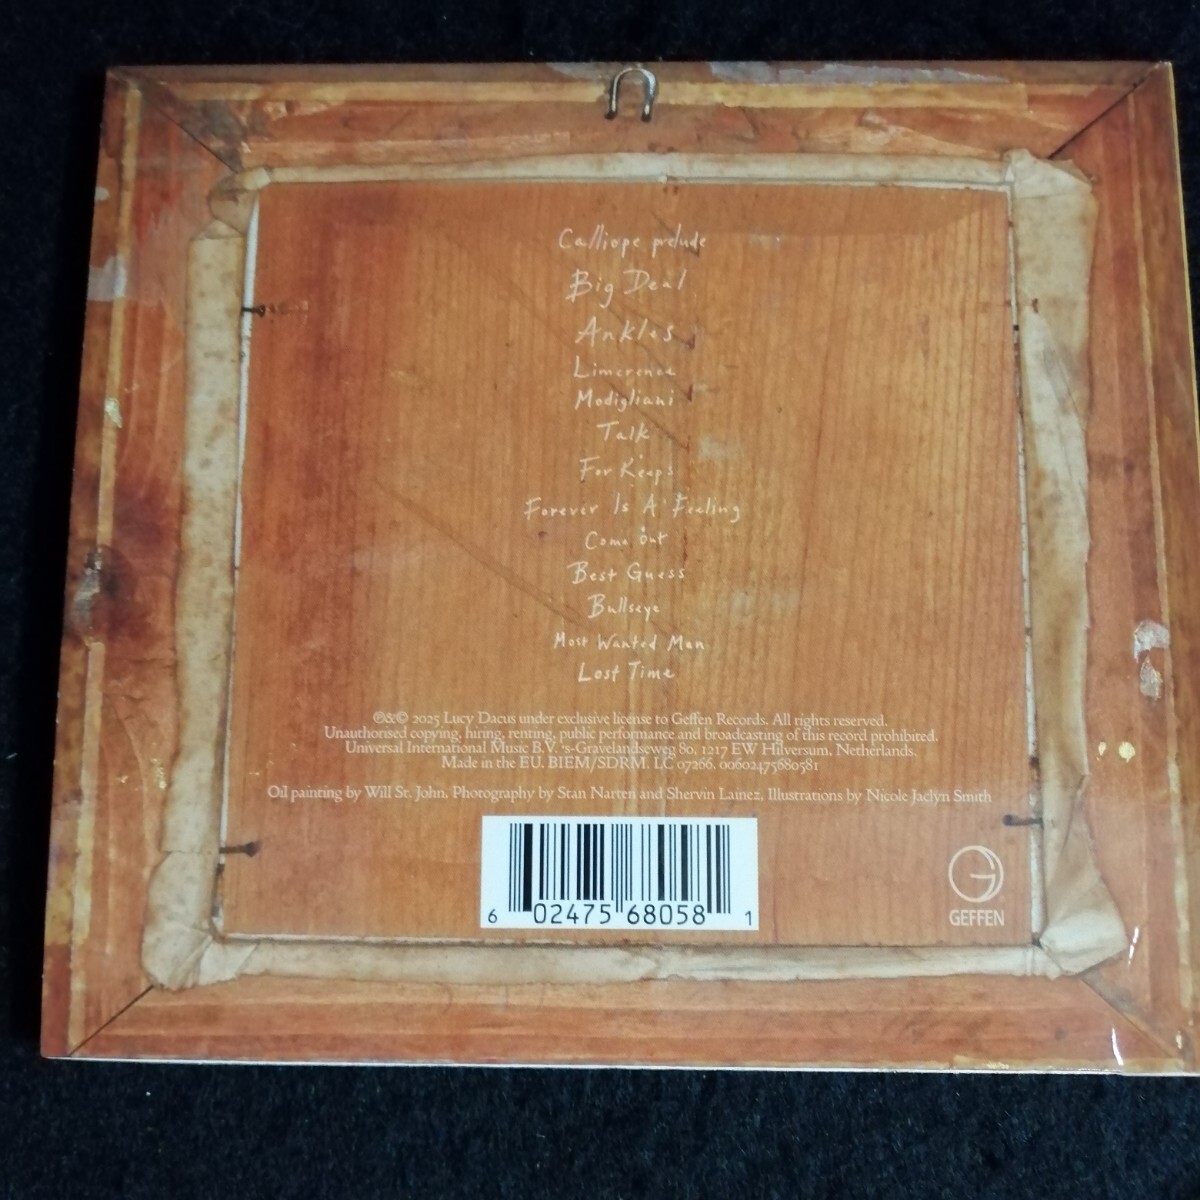 Calliope prelude
Big Deal
Ankles
Limerence
Modigliani
Talk
For Keeps
Forever Is A Feeling
Come Out
Best Guess
Bullseye
Most Wanted Man
Lost Time
℗&© 2025 Lucy Dacus under exclusive license to Geffen Records. All rights reserved.
Unauthorised copying, hiring, renting, public performance and broadcasting of this record prohibited.
Universal International Music B.V. 's-Gravelandseweg 80, 1217 EW Hilversum, Netherlands.
Made in the EU. BIEM/SDRM. LC 07266. 00602475680581
Oil painting by Will St. John, Photography by Stan Narten and Shervin Lainez, Illustrations by Nicole Jaclyn Smith
6 02475 68058 1
GEFFEN